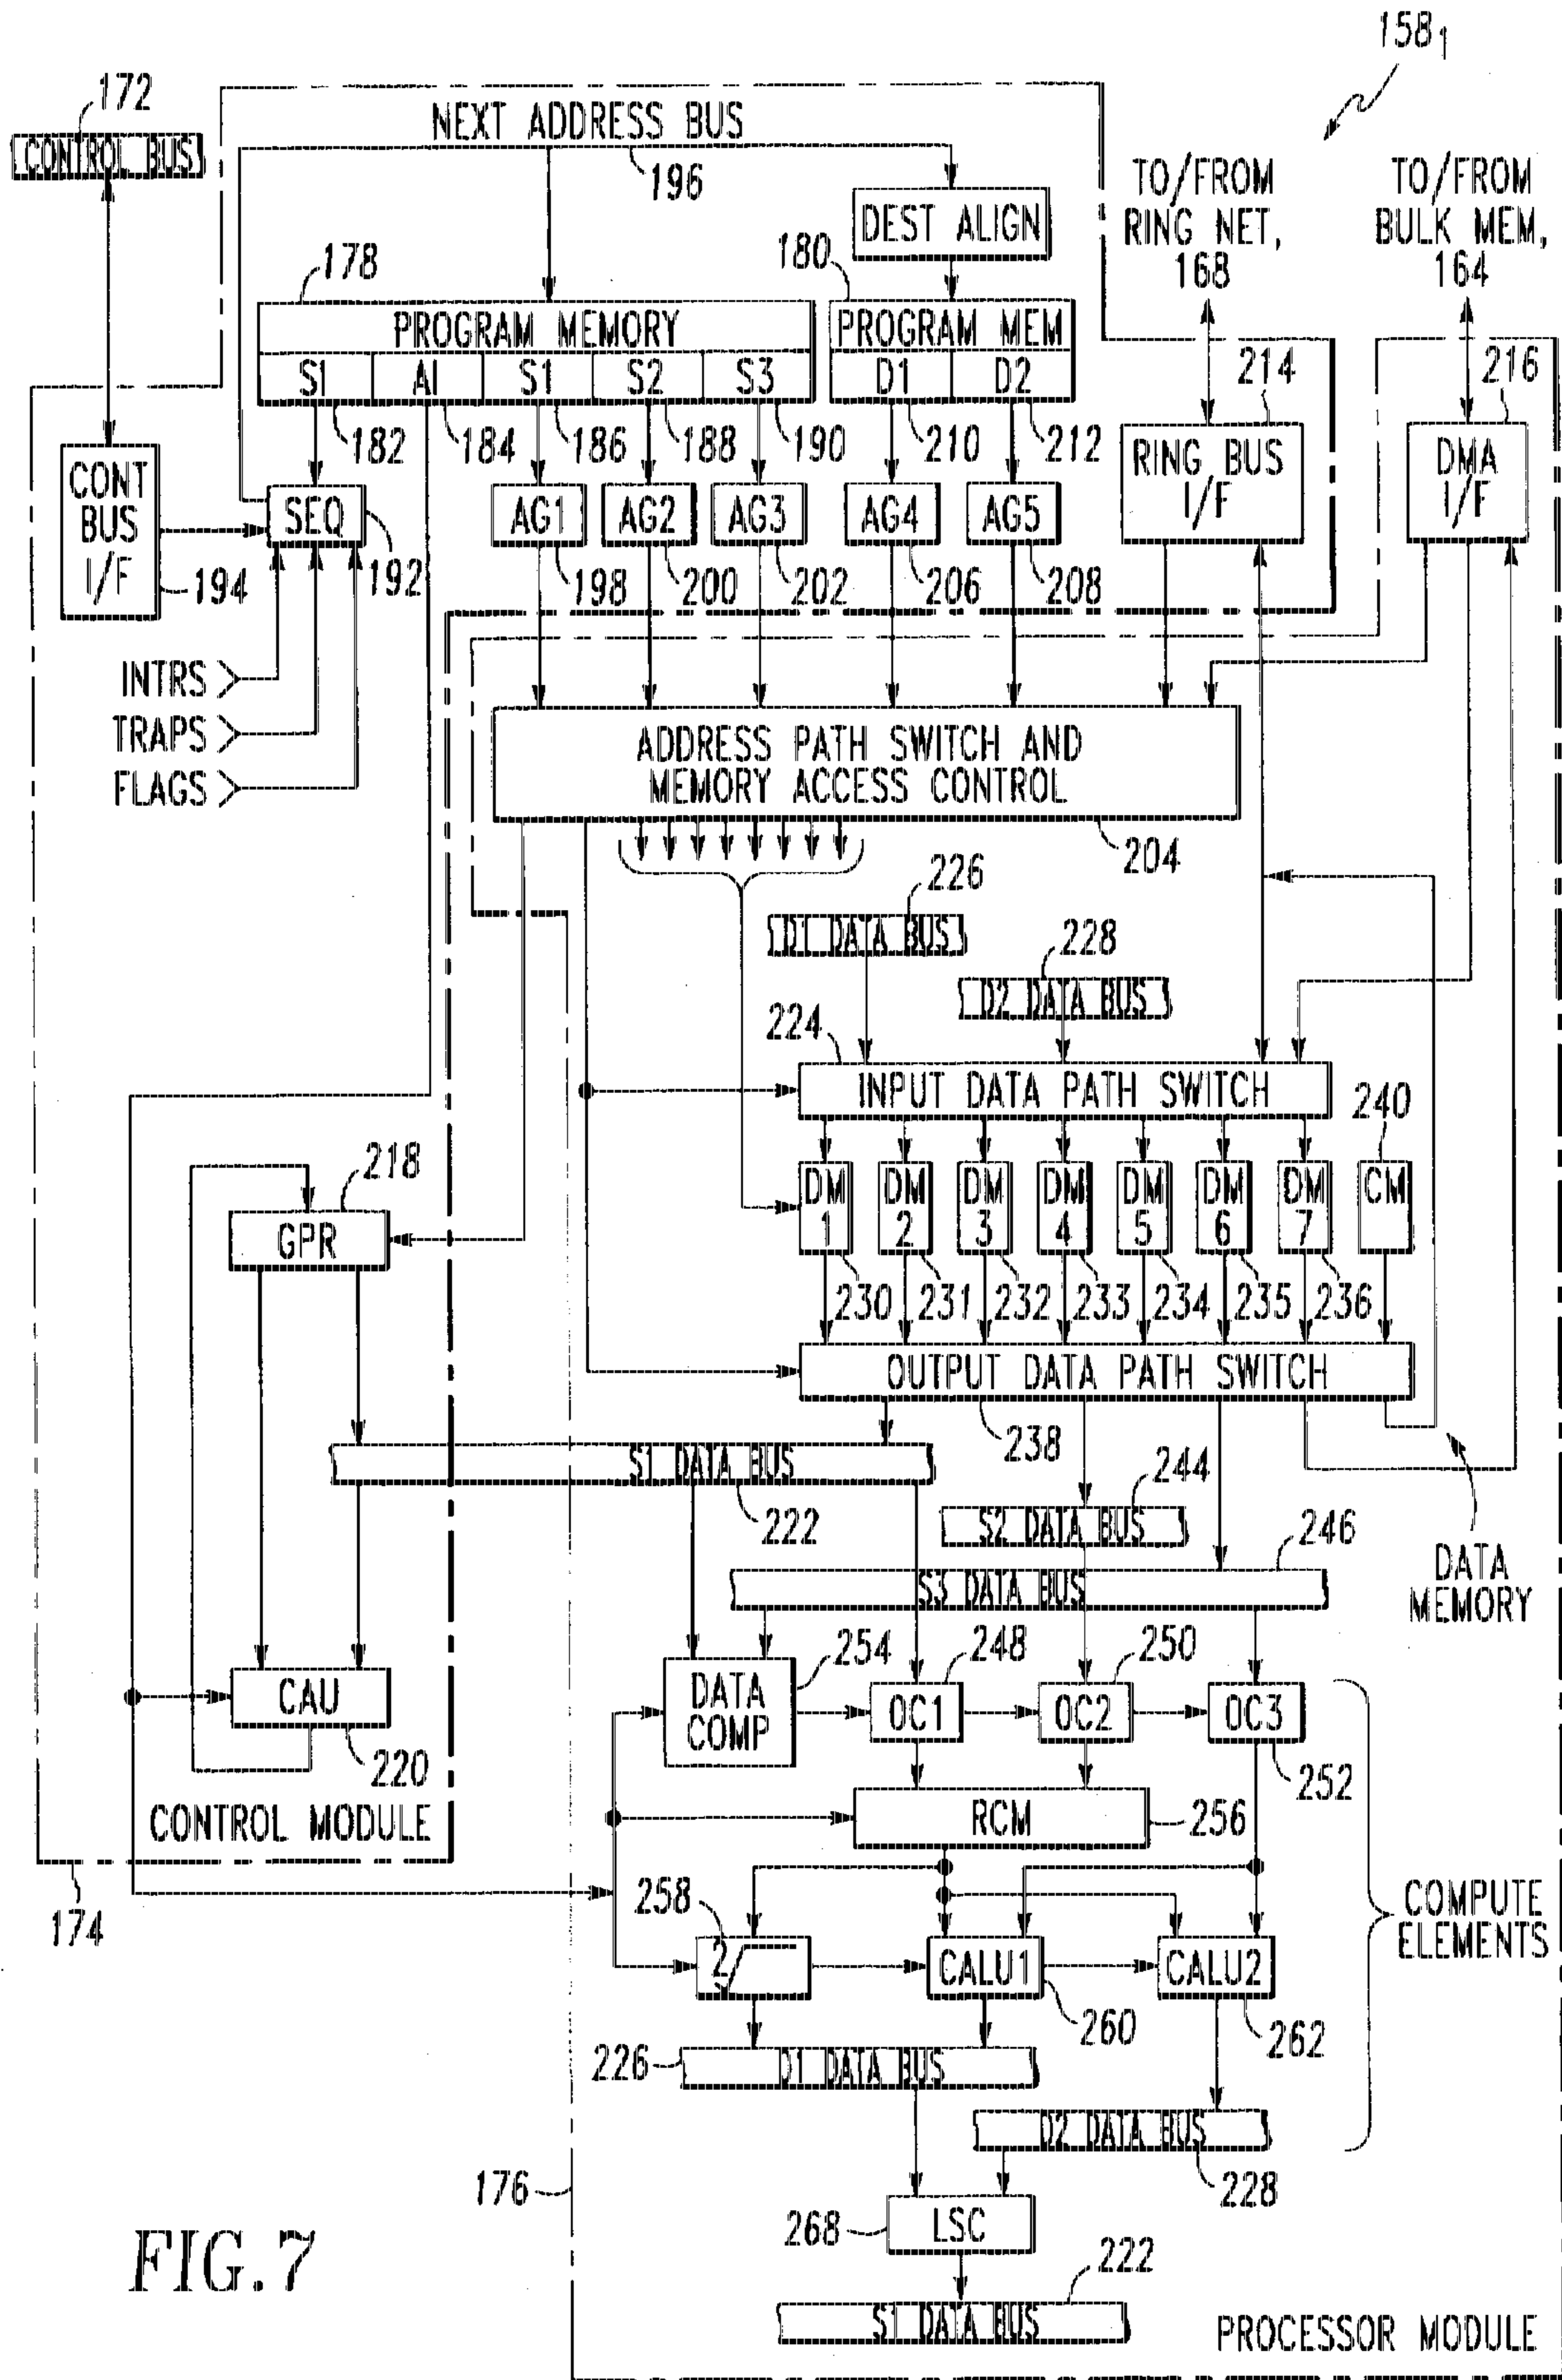 158₁
172
CONTROL BUS
NEXT ADDRESS BUS
196
TO/FROM
RING NET,
168
TO/FROM
BULK MEM,
164
DEST ALIGN
178
180
PROGRAM MEMORY
S1 AI S1 S2 S3
PROGRAM MEM
D1 D2
214
216
182 184 186 188 190 210 212
CONT
BUS
I/F
194
SEQ
192
AG1 AG2 AG3 AG4 AG5
198 200 202 206 208
RING BUS
I/F
DMA
I/F
INTRS
TRAPS
FLAGS
ADDRESS PATH SWITCH AND
MEMORY ACCESS CONTROL
204
226
D1 DATA BUS
228
D2 DATA BUS
224
INPUT DATA PATH SWITCH
240
218
GPR
DM
1
DM
2
DM
3
DM
4
DM
5
DM
6
DM
7
CM
230 231 232 233 234 235 236
OUTPUT DATA PATH SWITCH
238
S1 DATA BUS
222
244
S2 DATA BUS
246
S3 DATA BUS
DATA
MEMORY
254
DATA
COMP
248
OC1
250
OC2
OC3
252
CAU
220
CONTROL MODULE
174
RCM
256
258
2√
CALU1
260
CALU2
262
COMPUTE
ELEMENTS
226
D1 DATA BUS
D2 DATA BUS
228
176
268
LSC
222
S1 DATA BUS
PROCESSOR MODULE
FIG. 7